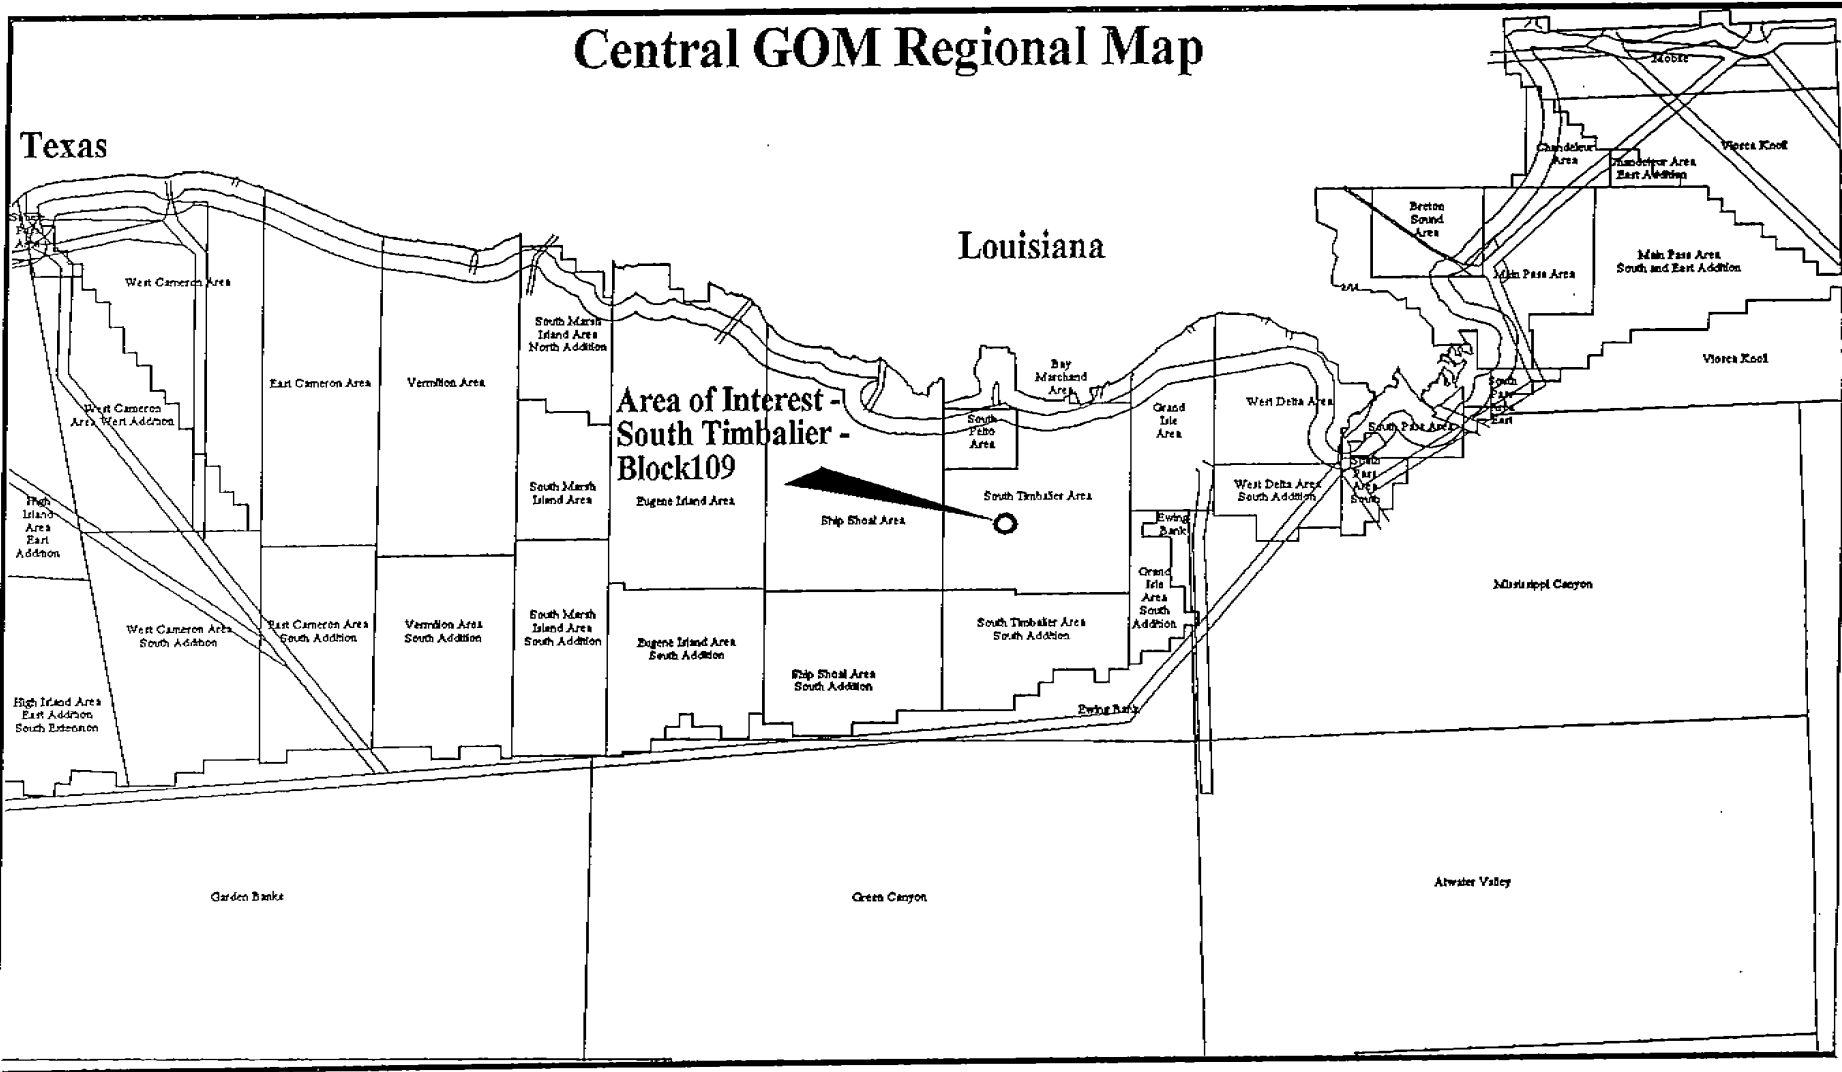 Central GOM Regional Map
Texas
Louisiana
Mobile
Chandeleur
Area
Chandeleur Area
East Addition
Viosca Knoll
Breton
Sound
Area
Main Pass Area
Main Pass Area
South and East Addition
Viosca Knoll
West Cameron Area
South Marsh
Island Area
North Addition
East Cameron Area
Vermilion Area
Bay
Marchand
Area
Area of Interest -
South Timbalier -
Block109
West Cameron
Area West Addition
South
Pelto
Area
Grand
Isle
Area
West Delta Area
South Pass Area
South
Pass
Area
East
South
Pass
Area
South
West Delta Area
South Addition
High
Island
Area
East
Addition
South Marsh
Island Area
Eugene Island Area
Ship Shoal Area
South Timbalier Area
Ewing
Bank
Grand
Isle
Area
South
Addition
Mississippi Canyon
West Cameron Area
South Addition
East Cameron Area
South Addition
Vermilion Area
South Addition
South Marsh
Island Area
South Addition
Eugene Island Area
South Addition
Ship Shoal Area
South Addition
South Timbalier Area
South Addition
High Island Area
East Addition
South Extension
Ewing Bank
Garden Banks
Green Canyon
Atwater Valley